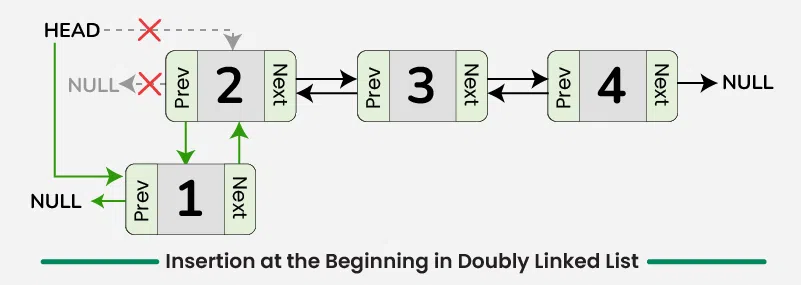 HEAD
NULL Prev 2 Next Prev 3 Next Prev 4 Next NULL
NULL Prev 1 Next
Insertion at the Beginning in Doubly Linked List